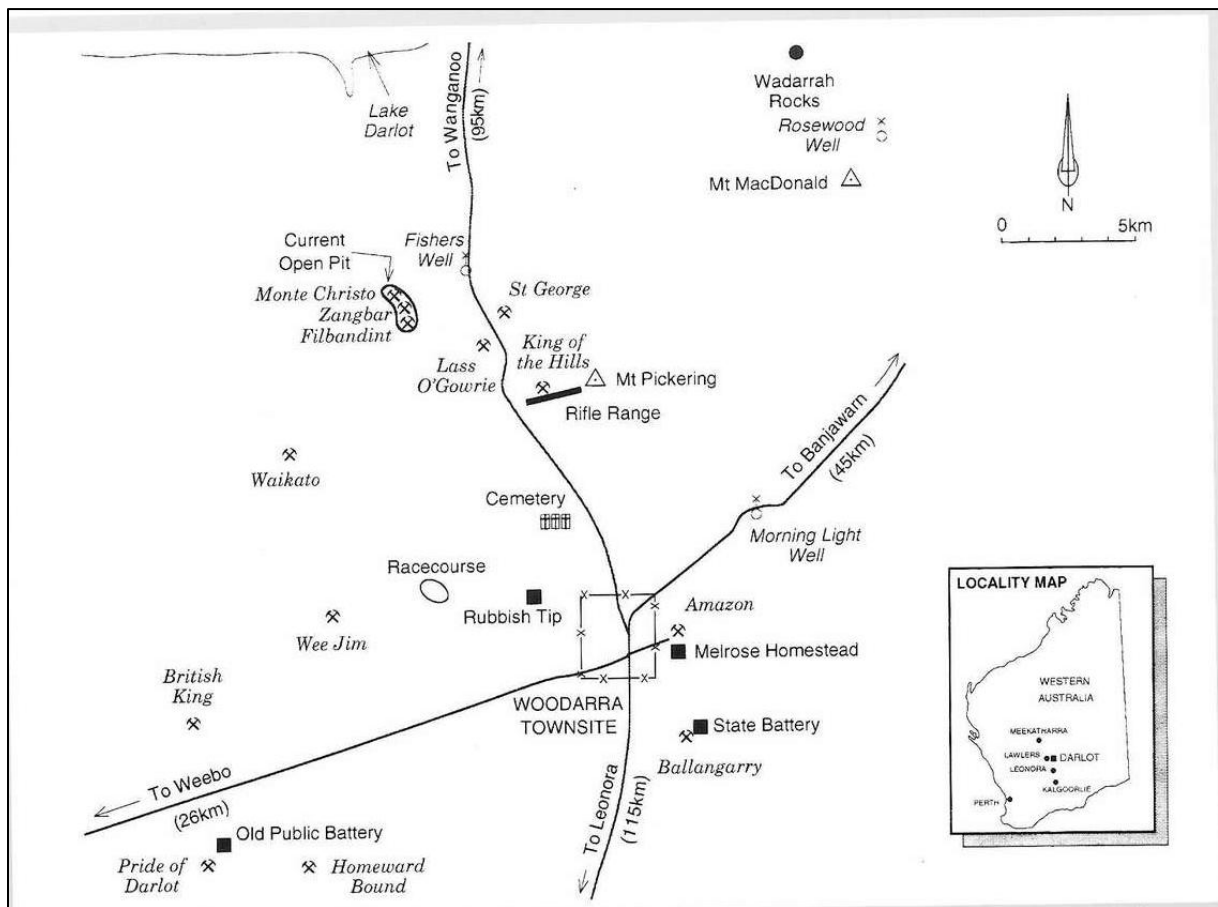 Lake
Darlot
To Wanganoo
(95km)
Wadarrah
Rocks
Rosewood
Well
Mt MacDonald
N
0 5km
Current
Open Pit
Fishers
Well
Monte Christo
Zangbar
Filbandint
St George
Lass
O'Gowrie
King of
the Hills
Mt Pickering
Rifle Range
To Banjawarn
(45km)
Waikato
Cemetery
Morning Light
Well
Racecourse
Rubbish Tip
Amazon
Wee Jim
Melrose Homestead
British
King
WOODARRA
TOWNSITE
State Battery
Ballangarry
To Weebo
(26km)
To Leonora
(115km)
Old Public Battery
Pride of
Darlot
Homeward
Bound
LOCALITY MAP
WESTERN
AUSTRALIA
MEEKATHARRA
LAWLERS
DARLOT
LEONORA
KALGOORLIE
PERTH